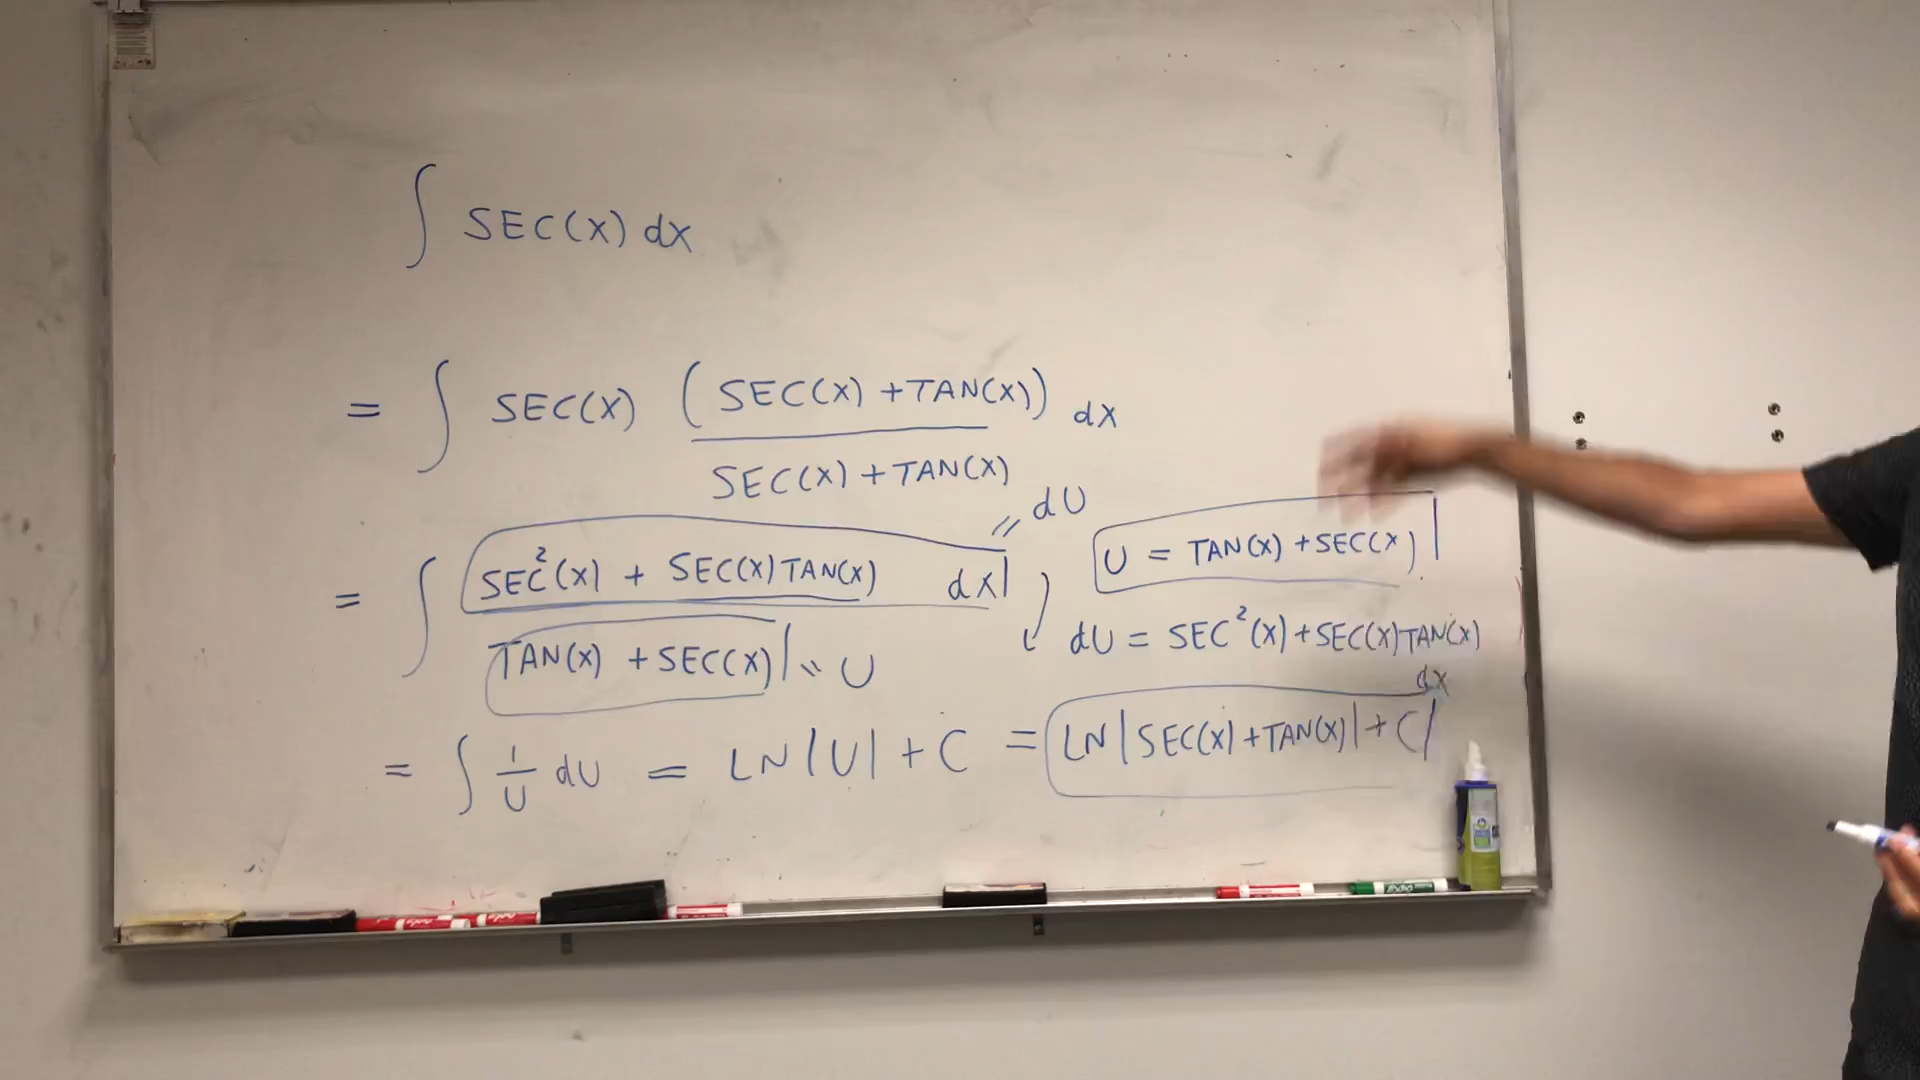 ∫ SEC(X) dX
= ∫ SEC(X) (SEC(X) + TAN(X)) / SEC(X) + TAN(X) dX
= ∫ SEC²(X) + SEC(X)TAN(X) dX / TAN(X) + SEC(X)
= dU
= U
U = TAN(X) + SEC(X)
dU = SEC²(X) + SEC(X)TAN(X) dX
= ∫ 1/U dU = LN|U| + C = LN|SEC(X) + TAN(X)| + C